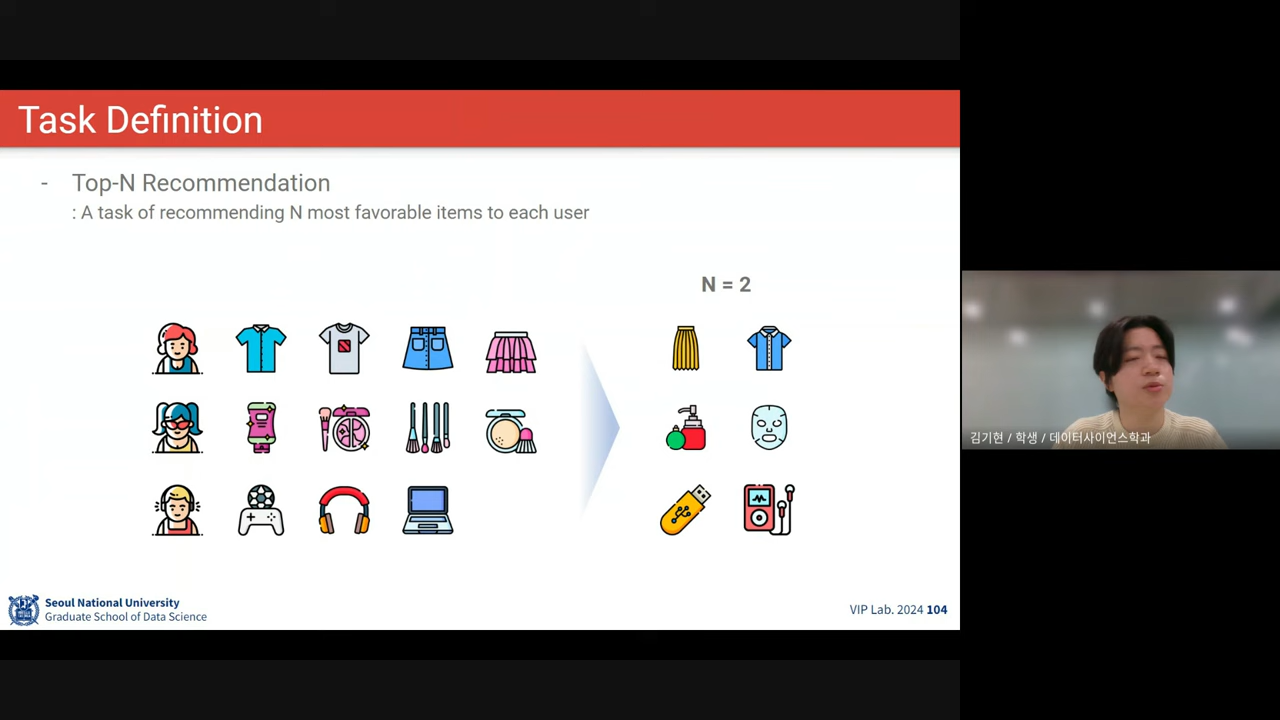 Task Definition
- Top-N Recommendation
: A task of recommending N most favorable items to each user
N = 2
김기현 / 학생 / 데이터사이언스학과
Seoul National University
Graduate School of Data Science
VIP Lab. 2024 104